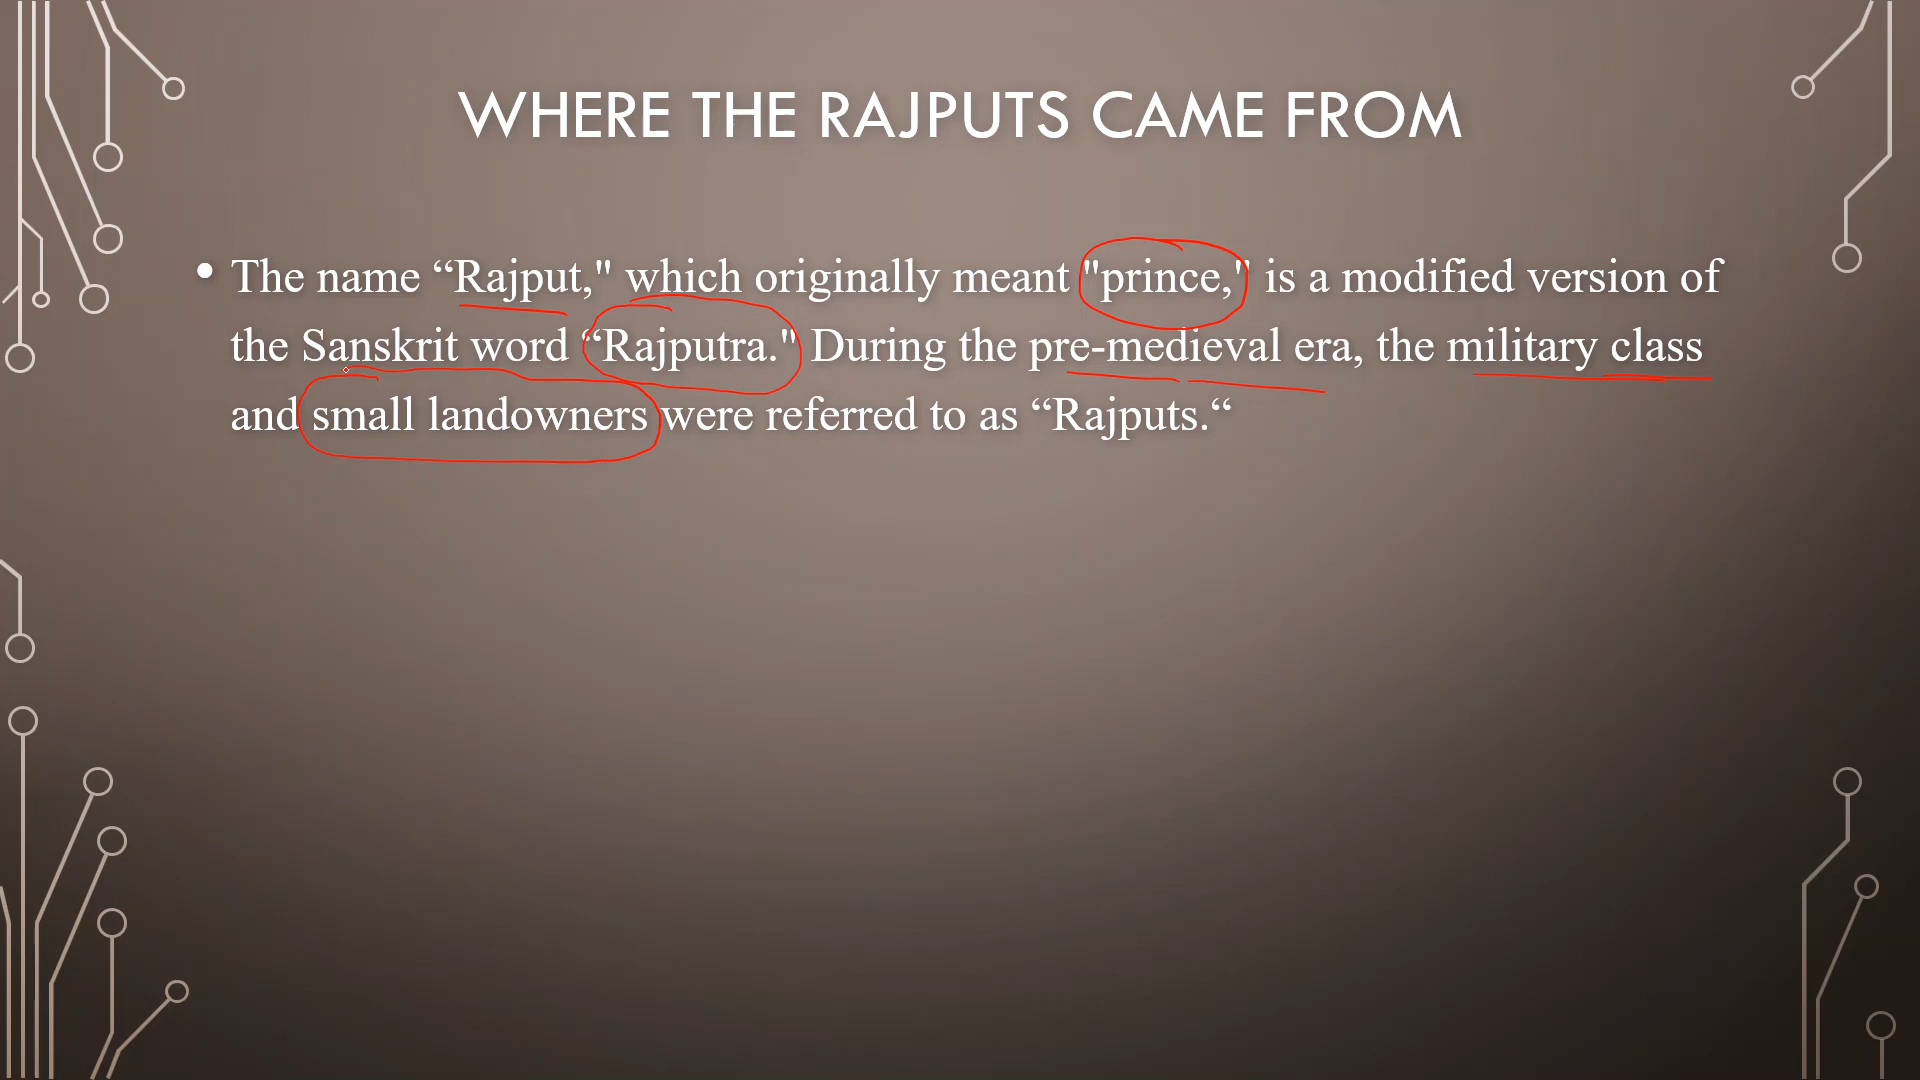 WHERE THE RAJPUTS CAME FROM
• The name “Rajput," which originally meant "prince," is a modified version of
the Sanskrit word “Rajputra." During the pre-medieval era, the military class
and small landowners were referred to as “Rajputs.“